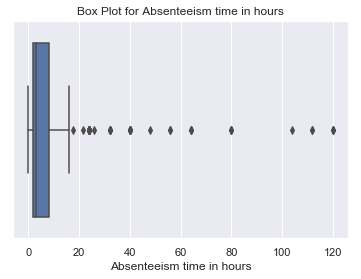 Box Plot for Absenteeism time in hours
0 20 40 60 80 100 120
Absenteeism time in hours